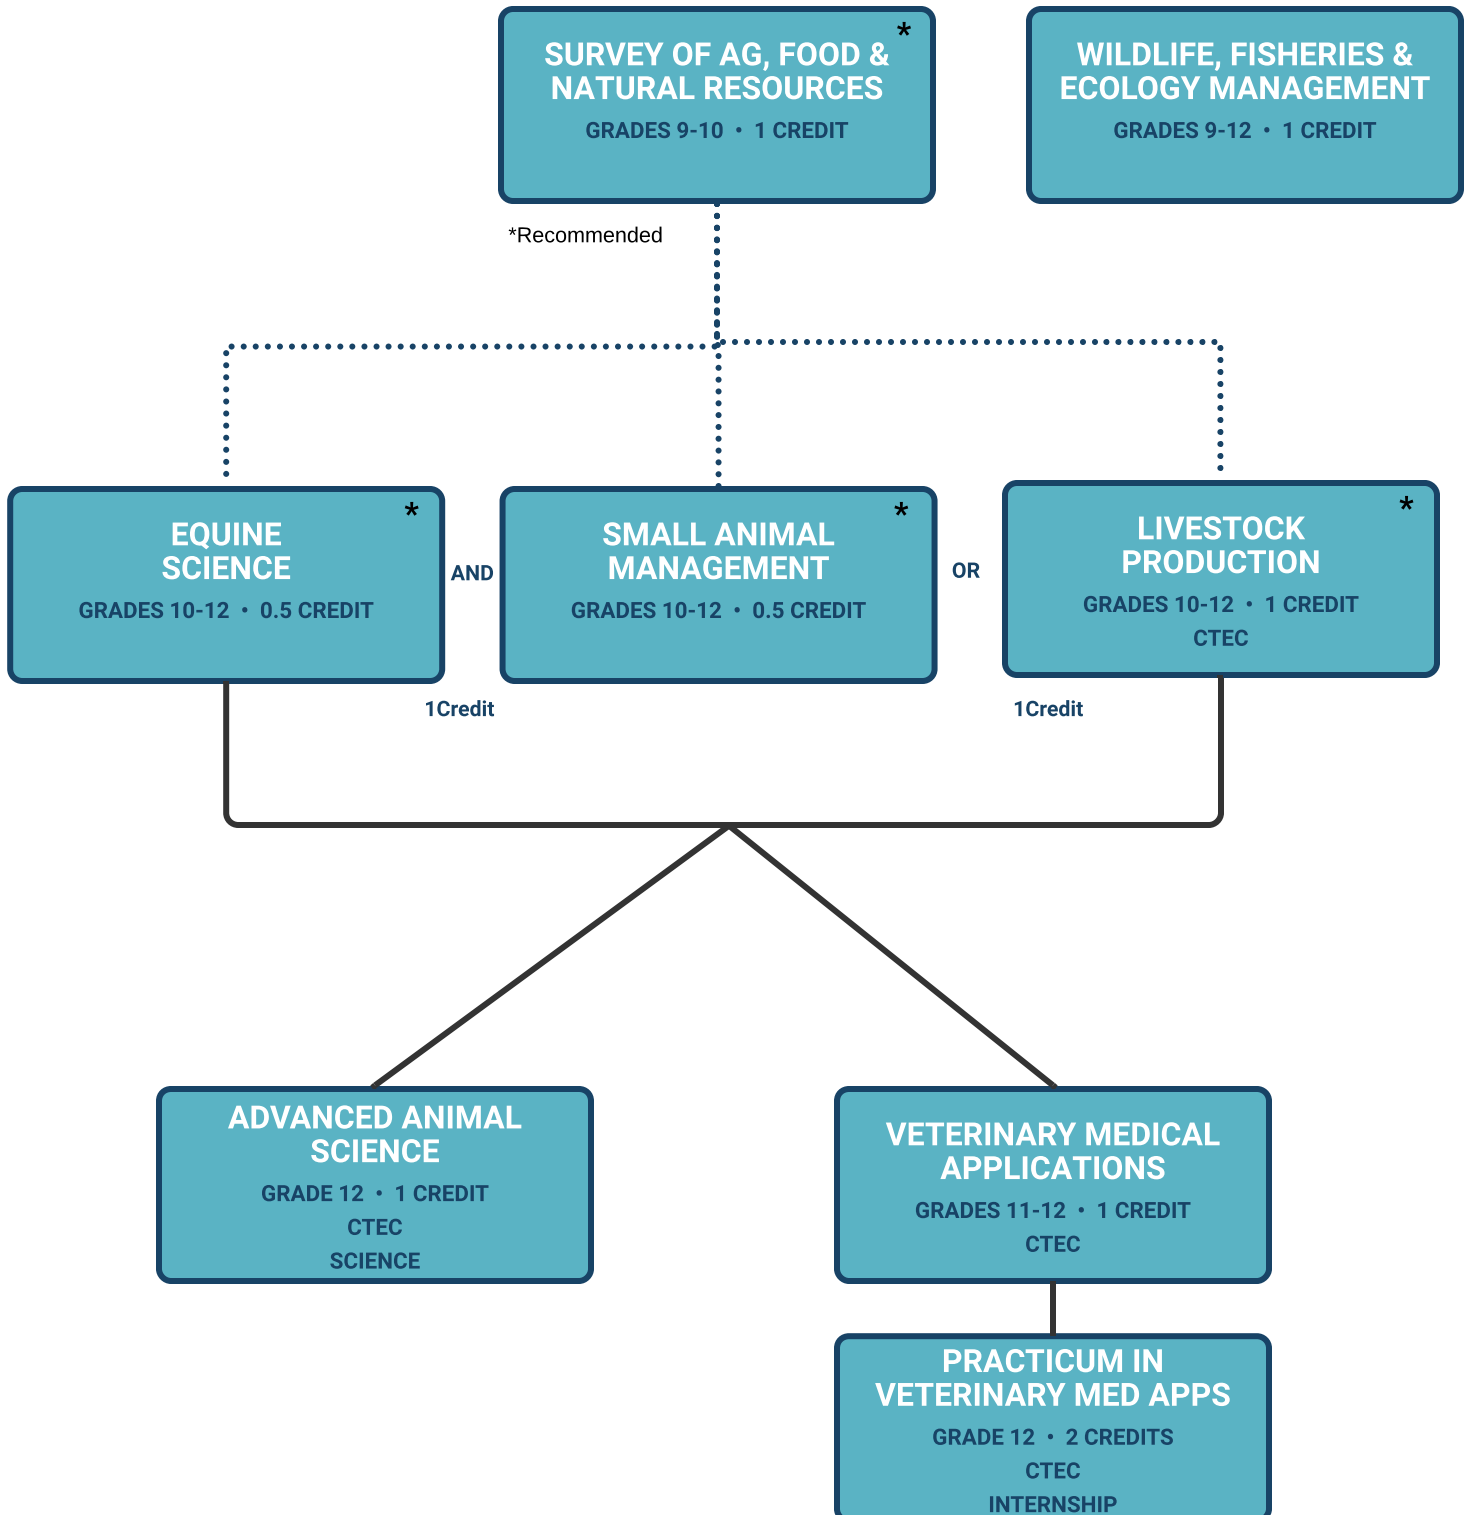 *
SURVEY OF AG, FOOD &
NATURAL RESOURCES
GRADES 9-10 • 1 CREDIT
WILDLIFE, FISHERIES &
ECOLOGY MANAGEMENT
GRADES 9-12 • 1 CREDIT
*Recommended
*
EQUINE
SCIENCE
GRADES 10-12 • 0.5 CREDIT
AND
*
SMALL ANIMAL
MANAGEMENT
GRADES 10-12 • 0.5 CREDIT
OR
*
LIVESTOCK
PRODUCTION
GRADES 10-12 • 1 CREDIT
CTEC
1Credit
1Credit
ADVANCED ANIMAL
SCIENCE
GRADE 12 • 1 CREDIT
CTEC
SCIENCE
VETERINARY MEDICAL
APPLICATIONS
GRADES 11-12 • 1 CREDIT
CTEC
PRACTICUM IN
VETERINARY MED APPS
GRADE 12 • 2 CREDITS
CTEC
INTERNSHIP